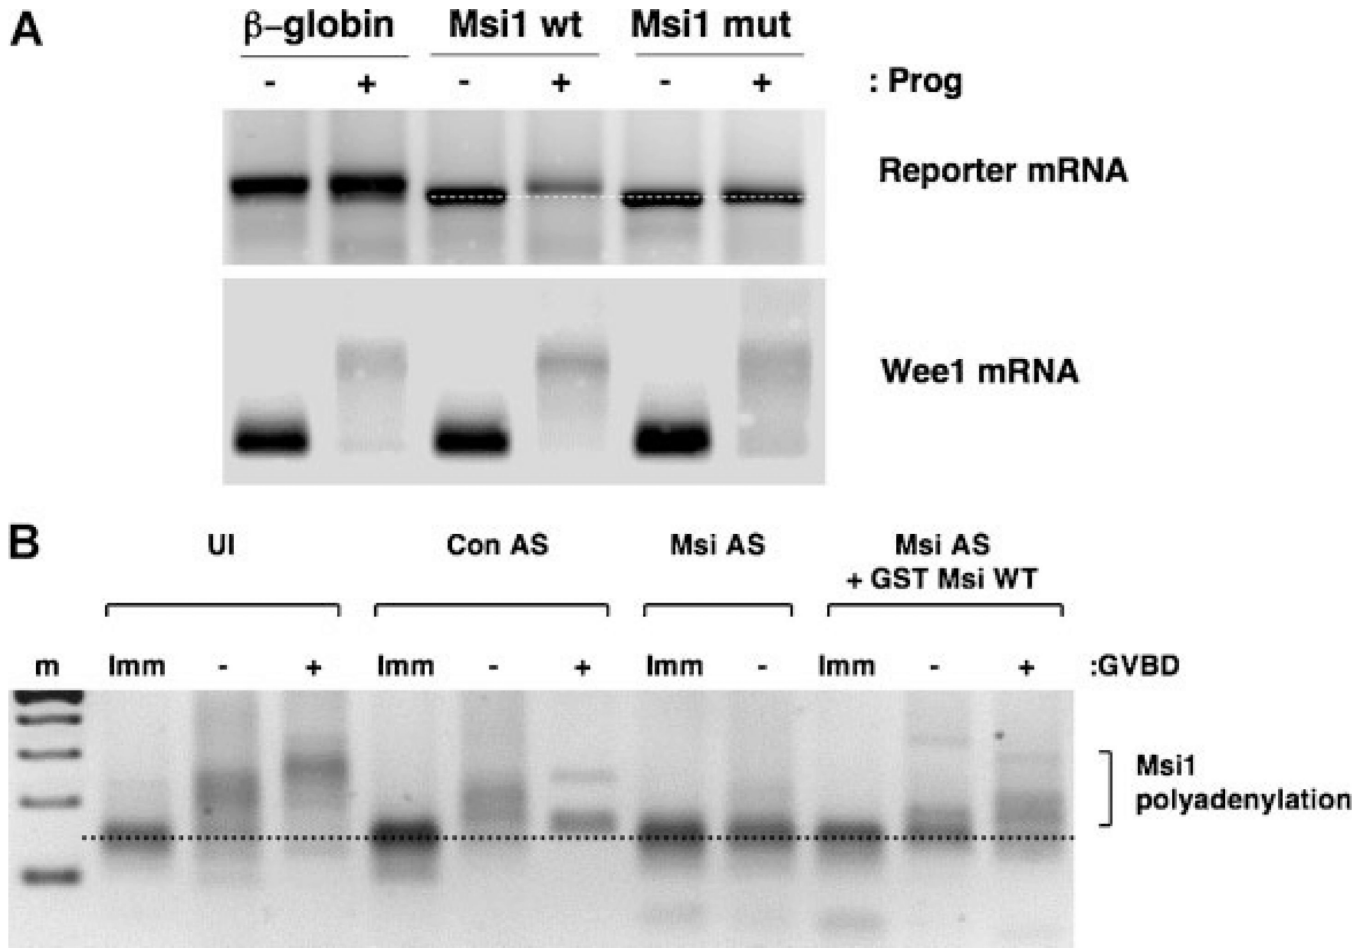 A
β–globin Msi1 wt Msi1 mut
- + - + - + : Prog
Reporter mRNA
Wee1 mRNA
B
UI Con AS Msi AS Msi AS
+ GST Msi WT
m Imm - + Imm - + Imm - Imm - + :GVBD
Msi1
polyadenylation